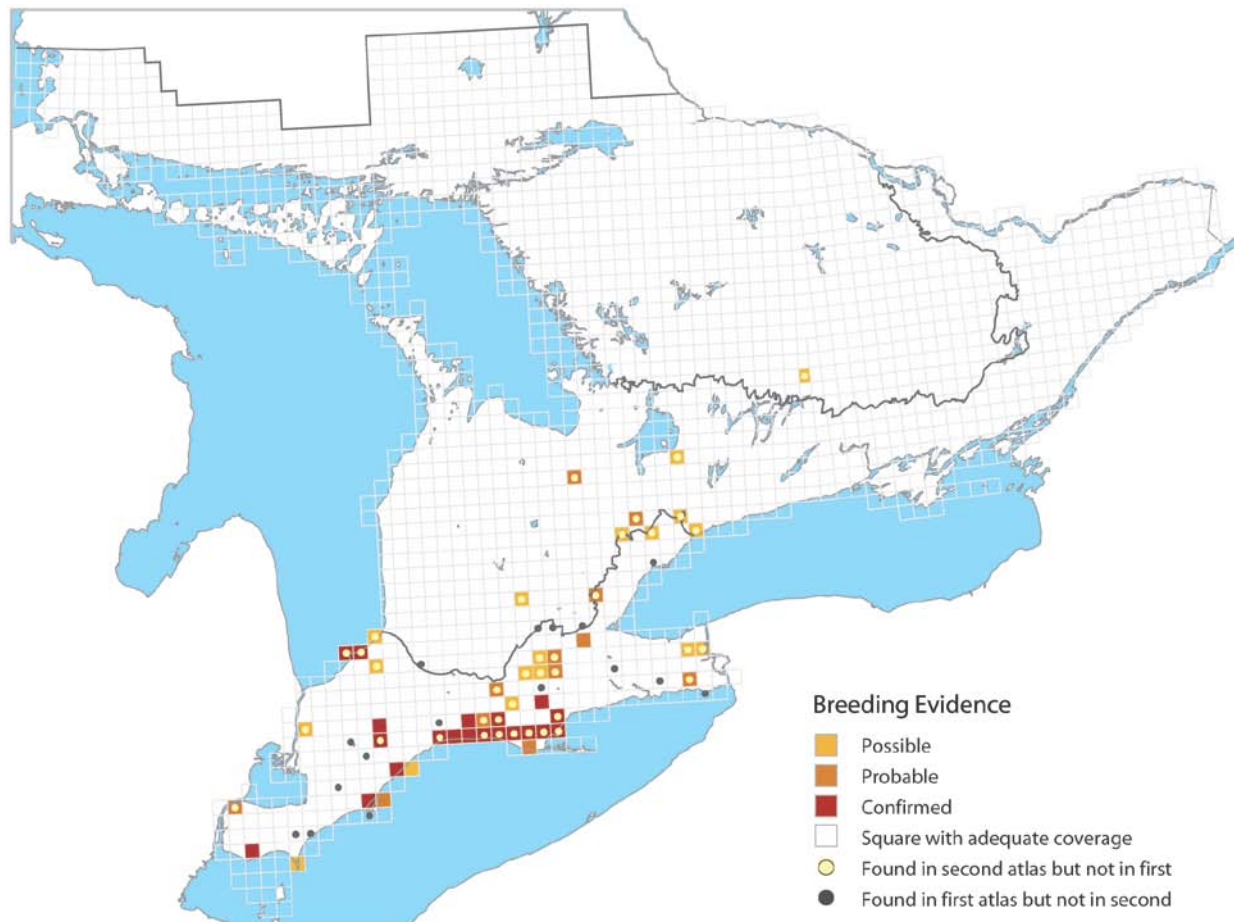 Breeding Evidence
Possible
Probable
Confirmed
Square with adequate coverage
Found in second atlas but not in first
Found in first atlas but not in second